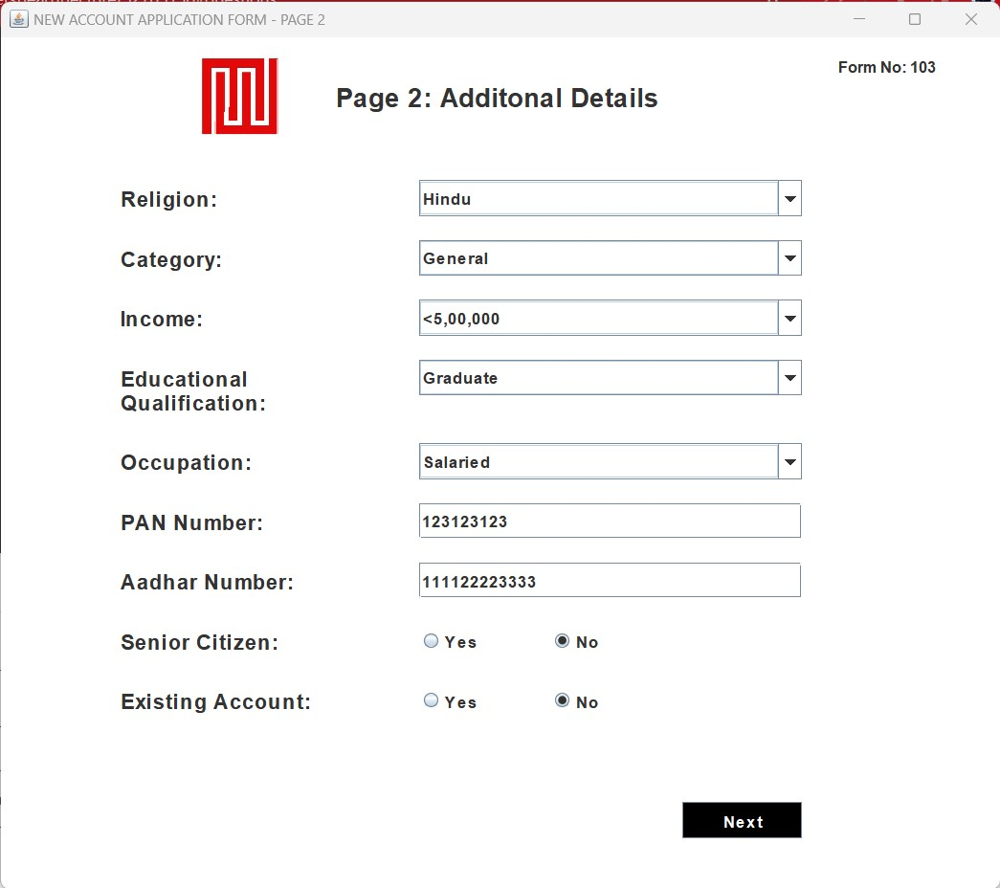 NEW ACCOUNT APPLICATION FORM - PAGE 2
Form No: 103
Page 2: Additonal Details
Religion: Hindu
Category: General
Income: <5,00,000
Educational Graduate
Qualification:
Occupation: Salaried
PAN Number: 123123123
Aadhar Number: 111122223333
Senior Citizen: Yes No
Existing Account: Yes No
Next